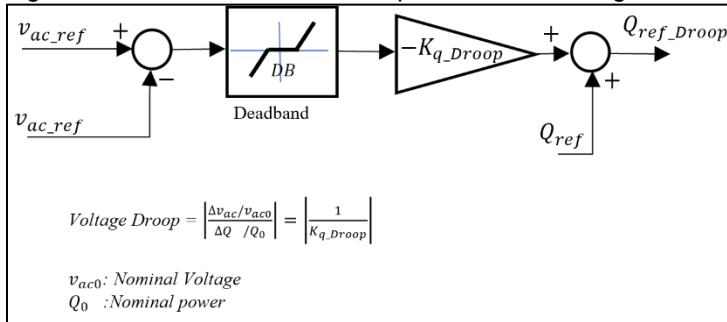 v_ac_ref + − DB −K_q_Droop + + Q_ref_Droop
Deadband
v_ac_ref
Q_ref
Voltage Droop = |Δv_ac/v_ac0 / ΔQ /Q_0| = |1 / K_q_Droop|
v_ac0: Nominal Voltage
Q_0 :Nominal power